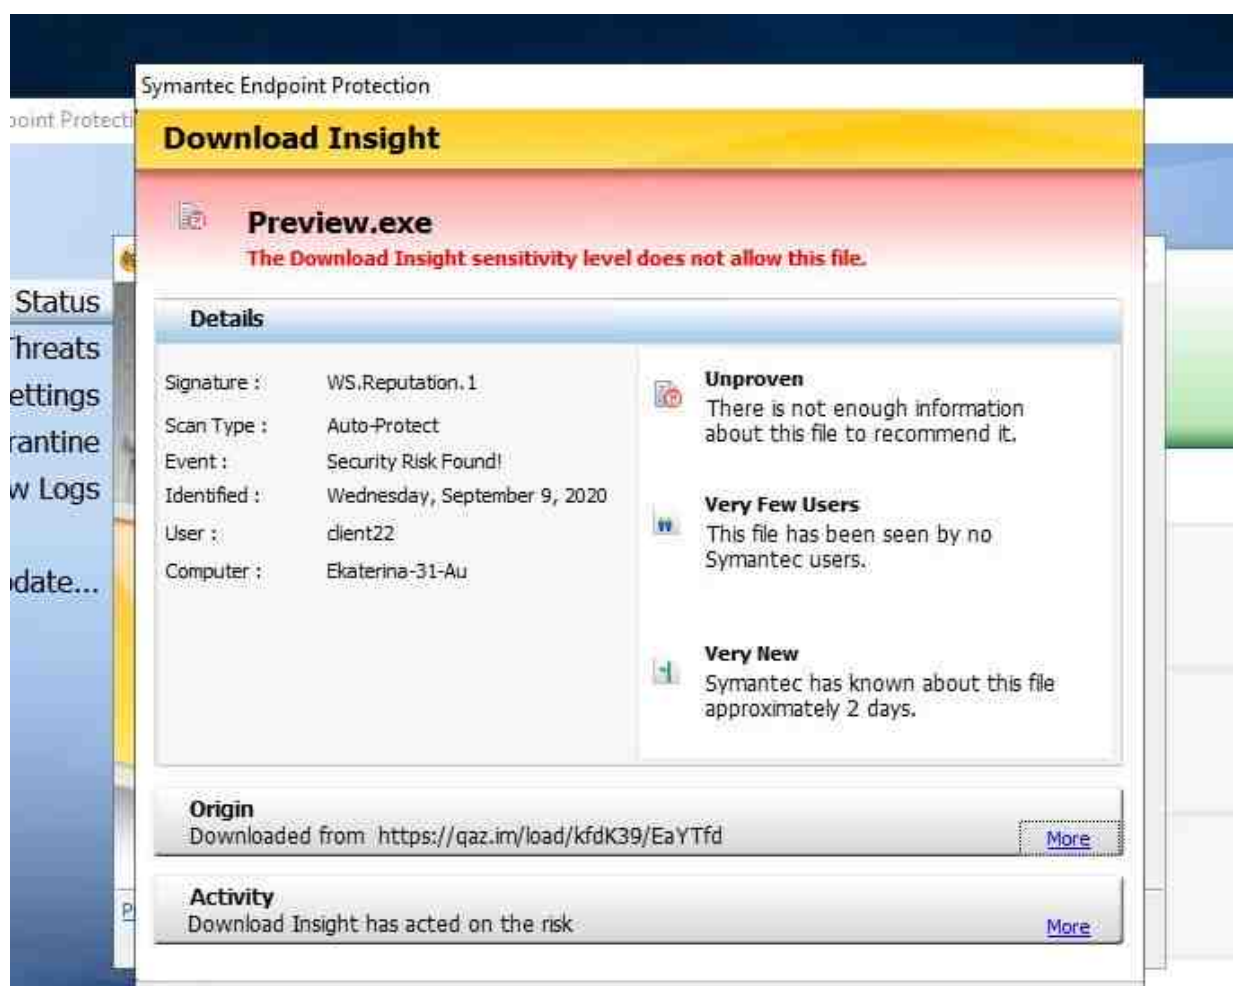 Symantec Endpoint Protection
Download Insight
Preview.exe
The Download Insight sensitivity level does not allow this file.
Status
Details
Signature : WS.Reputation.1
Scan Type : Auto-Protect
Event : Security Risk Found!
Identified : Wednesday, September 9, 2020
User : client22
Computer : Ekaterina-31-Au
Unproven
There is not enough information
about this file to recommend it.
Very Few Users
This file has been seen by no
Symantec users.
Very New
Symantec has known about this file
approximately 2 days.
Origin
Downloaded from https://qaz.im/load/kfdK39/EaYTfd More
Activity
Download Insight has acted on the risk More
Logs